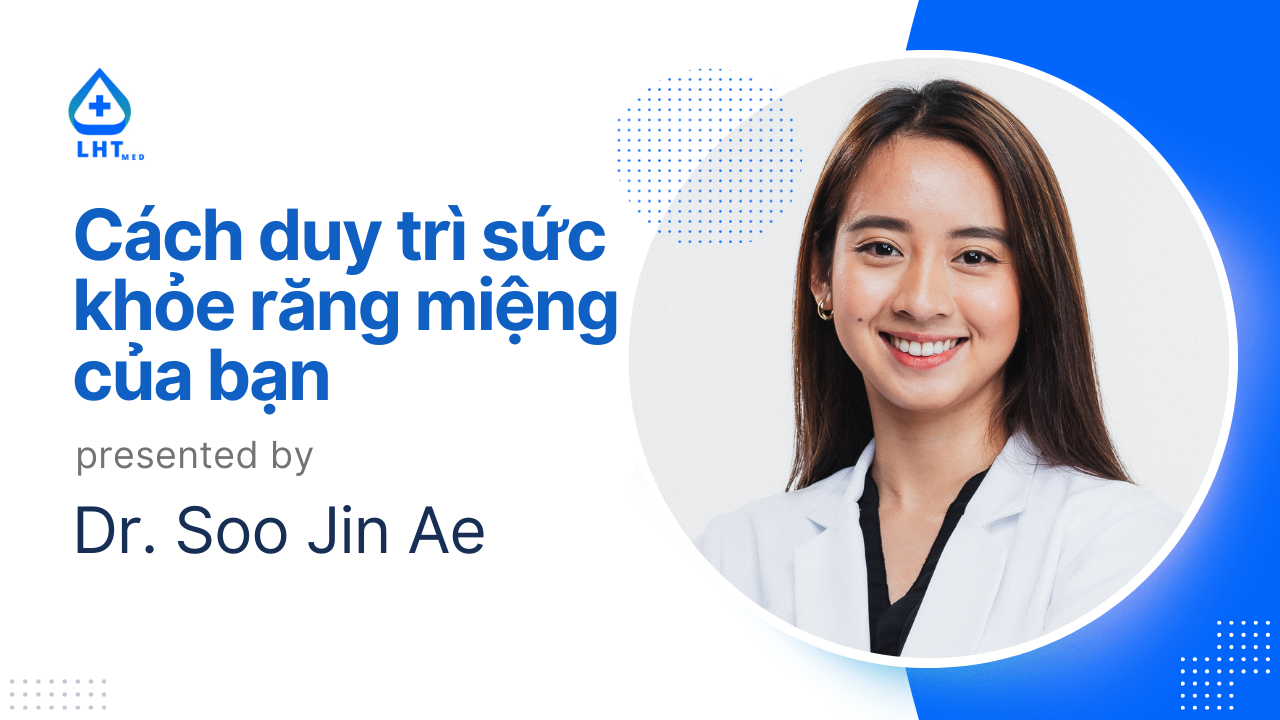 LHT MED
Cách duy trì sức
khỏe răng miệng
của bạn
presented by
Dr. Soo Jin Ae